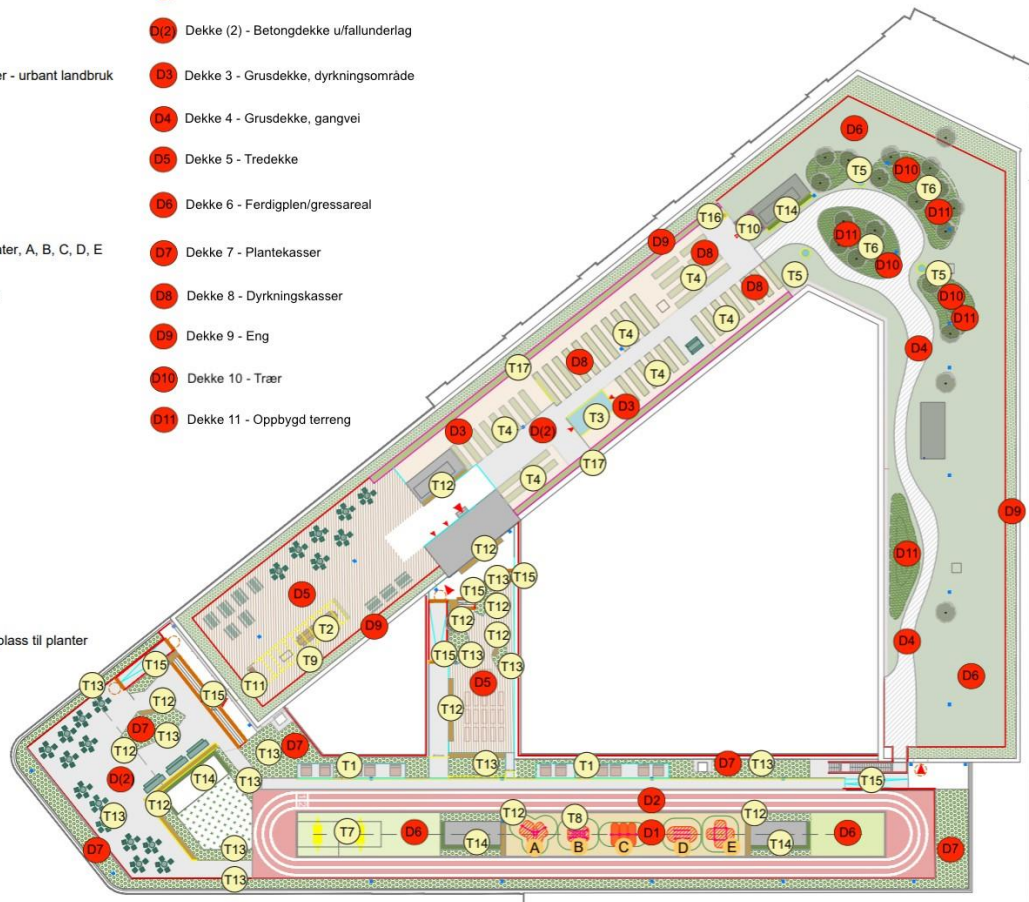 D(2) Dekke (2) - Betongdekke u/fallunderlag
er - urbant landbruk
D3 Dekke 3 - Grusdekke, dyrkningsområde
D4 Dekke 4 - Grusdekke, gangvei
D5 Dekke 5 - Tredekke
D6 Dekke 6 - Ferdigplen/gressareal
nter, A, B, C, D, E
D7 Dekke 7 - Plantekasser
D8 Dekke 8 - Dyrkningskasser
D9 Dekke 9 - Eng
D10 Dekke 10 - Trær
D11 Dekke 11 - Oppbygd terreng
plass til planter
D6
T5
D10
T6
D11
T14
T16
T10
D11
T6
D10
D9
D8
T4
D8
T5
T5
D10
D11
T4
T4
D4
D8
T17
T4
D3
T3
T4
D(2)
D3
T17
T4
T12
D9
T12
D11
T13
T15
T15
D5
T12
T12
D9
T2
T12
D4
T15
T13
T13
T9
T15
D6
T13
T11
D5
T15
T12
T12
D7
T13
T12
D7
T13
T1
T13
T1
D7
T13
D(2)
T14
T13
T15
T12
D2
T13
T12
T8
T12
T7
D6
D1
D6
T14
A
B
C
D
E
T14
D7
T13
D7
T13